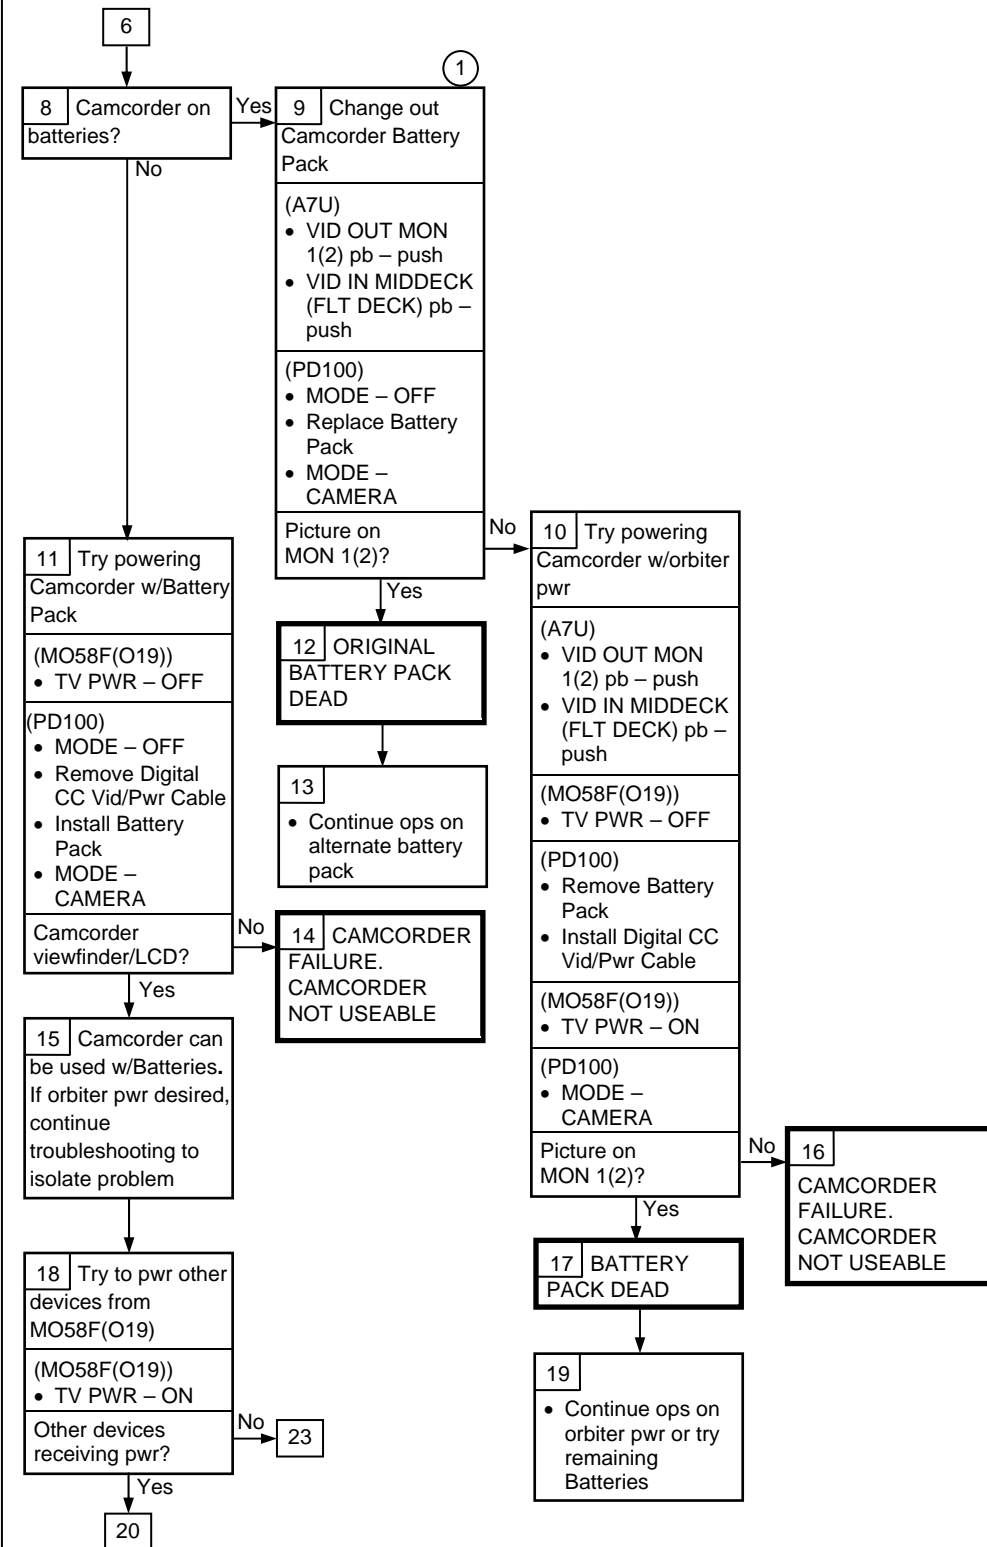 6
1
8 Camcorder on
batteries?
Yes
No
9 Change out
Camcorder Battery
Pack
(A7U)
• VID OUT MON
1(2) pb – push
• VID IN MIDDECK
(FLT DECK) pb –
push
(PD100)
• MODE – OFF
• Replace Battery
Pack
• MODE –
CAMERA
Picture on
MON 1(2)?
No
Yes
10 Try powering
Camcorder w/orbiter
pwr
(A7U)
• VID OUT MON
1(2) pb – push
• VID IN MIDDECK
(FLT DECK) pb –
push
(MO58F(O19))
• TV PWR – OFF
(PD100)
• Remove Battery
Pack
• Install Digital CC
Vid/Pwr Cable
(MO58F(O19))
• TV PWR – ON
(PD100)
• MODE –
CAMERA
Picture on
MON 1(2)?
No
Yes
11 Try powering
Camcorder w/Battery
Pack
(MO58F(O19))
• TV PWR – OFF
(PD100)
• MODE – OFF
• Remove Digital
CC Vid/Pwr Cable
• Install Battery
Pack
• MODE –
CAMERA
Camcorder
viewfinder/LCD?
No
Yes
12 ORIGINAL
BATTERY PACK
DEAD
13
• Continue ops on
alternate battery
pack
14 CAMCORDER
FAILURE.
CAMCORDER
NOT USEABLE
15 Camcorder can
be used w/Batteries.
If orbiter pwr desired,
continue
troubleshooting to
isolate problem
16
CAMCORDER
FAILURE.
CAMCORDER
NOT USEABLE
17 BATTERY
PACK DEAD
18 Try to pwr other
devices from
MO58F(O19)
(MO58F(O19))
• TV PWR – ON
Other devices
receiving pwr?
No
23
Yes
20
19
• Continue ops on
orbiter pwr or try
remaining
Batteries